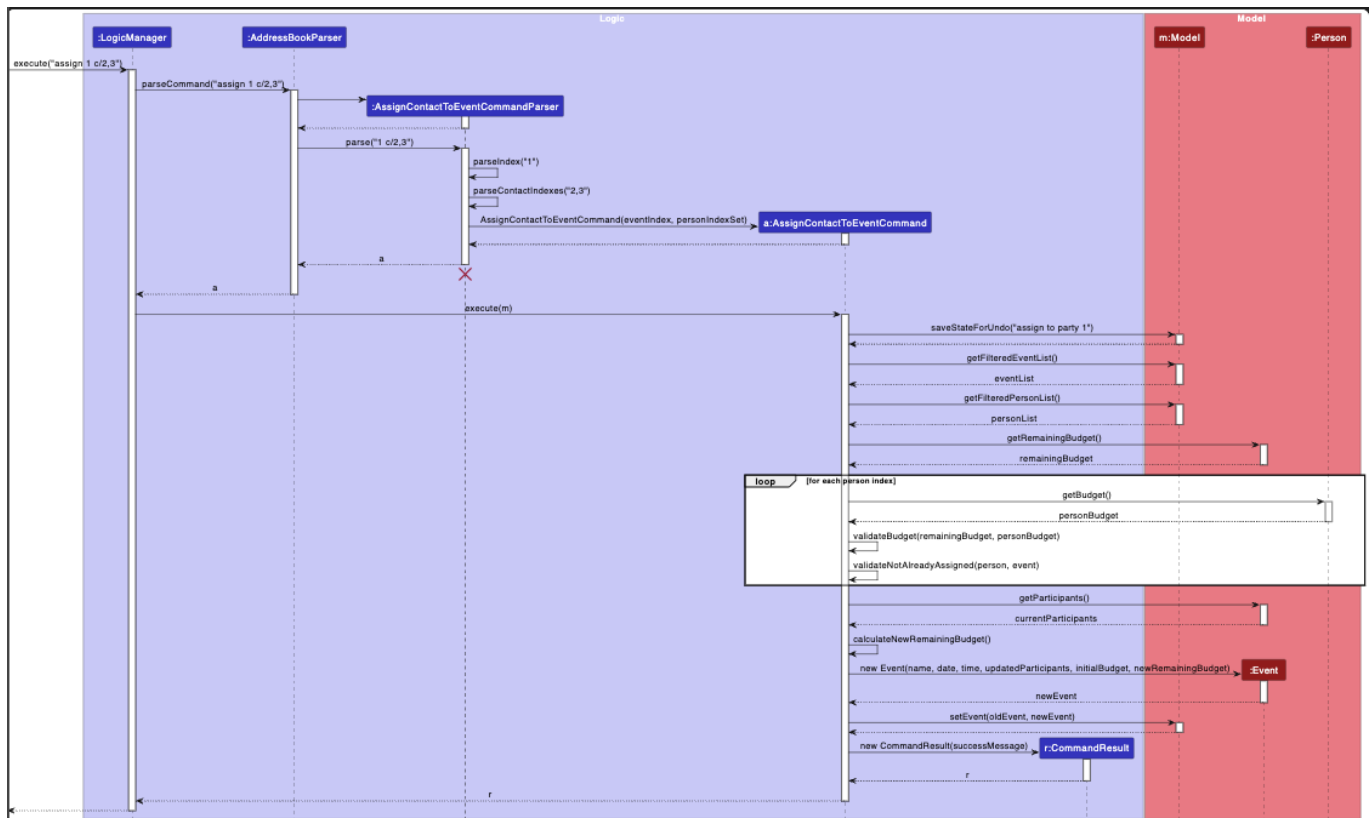 Logic
Model
:LogicManager
:AddressBookParser
m:Model
:Person
execute("assign 1 c/2,3")
parseCommand("assign 1 c/2,3")
:AssignContactToEventCommandParser
parse("1 c/2,3")
parseIndex("1")
parseContactIndexes("2,3")
AssignContactToEventCommand(eventIndex, personIndexSet)
a:AssignContactToEventCommand
a
a
execute(m)
saveStateForUndo("assign to party 1")
getFilteredEventList()
eventList
getFilteredPersonList()
personList
getRemainingBudget()
remainingBudget
loop
[for each person index]
getBudget()
personBudget
validateBudget(remainingBudget, personBudget)
validateNotAlreadyAssigned(person, event)
getParticipants()
currentParticipants
calculateNewRemainingBudget()
new Event(name, date, time, updatedParticipants, initialBudget, newRemainingBudget)
:Event
newEvent
setEvent(oldEvent, newEvent)
new CommandResult(successMessage)
r:CommandResult
r
r